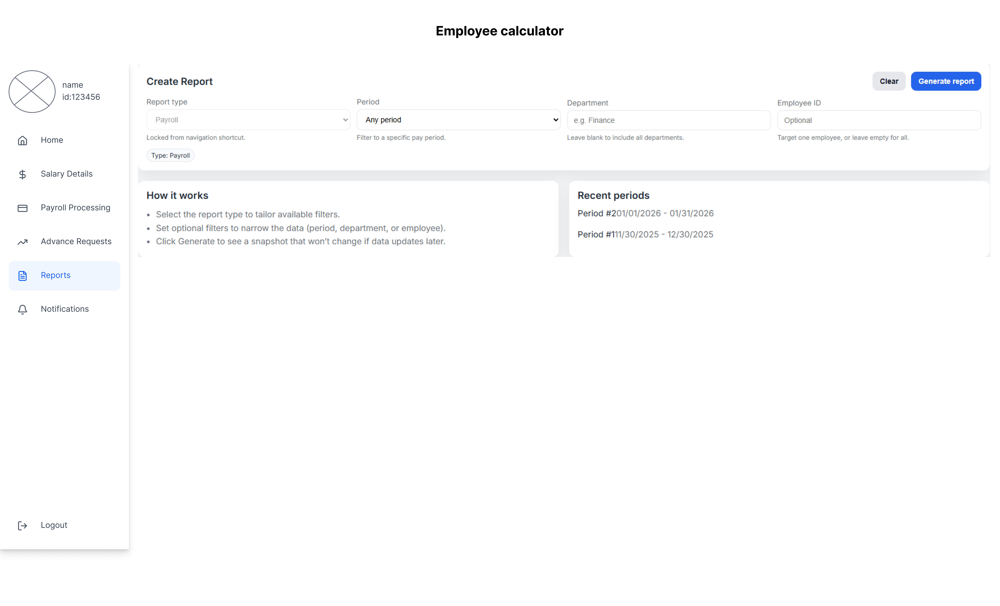 Employee calculator
name
id:123456
Home
Salary Details
Payroll Processing
Advance Requests
Reports
Notifications
Logout
Create Report
Clear
Generate report
Report type
Payroll
Locked from navigation shortcut.
Period
Any period
Filter to a specific pay period.
Department
e.g. Finance
Leave blank to include all departments.
Employee ID
Optional
Target one employee, or leave empty for all.
Type: Payroll
How it works
• Select the report type to tailor available filters.
• Set optional filters to narrow the data (period, department, or employee).
• Click Generate to see a snapshot that won’t change if data updates later.
Recent periods
Period #201/01/2026 - 01/31/2026
Period #111/30/2025 - 12/30/2025